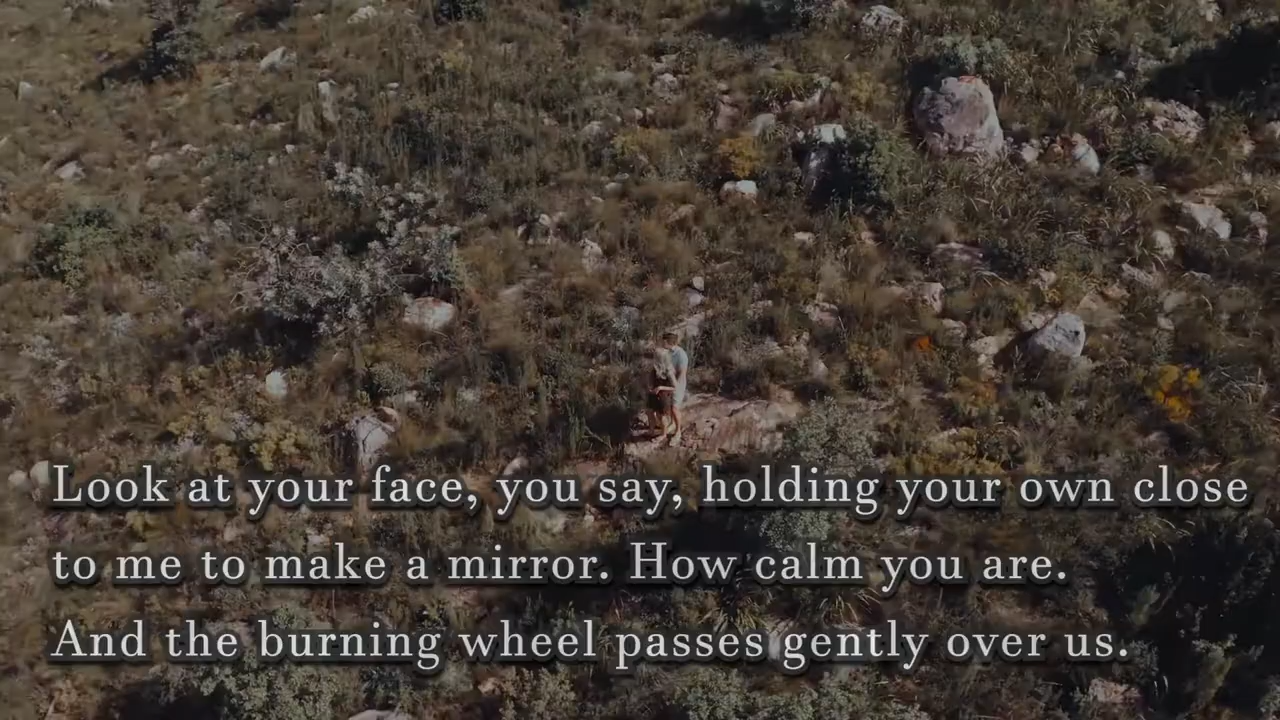 Look at your face, you say, holding your own close
to me to make a mirror. How calm you are.
And the burning wheel passes gently over us.